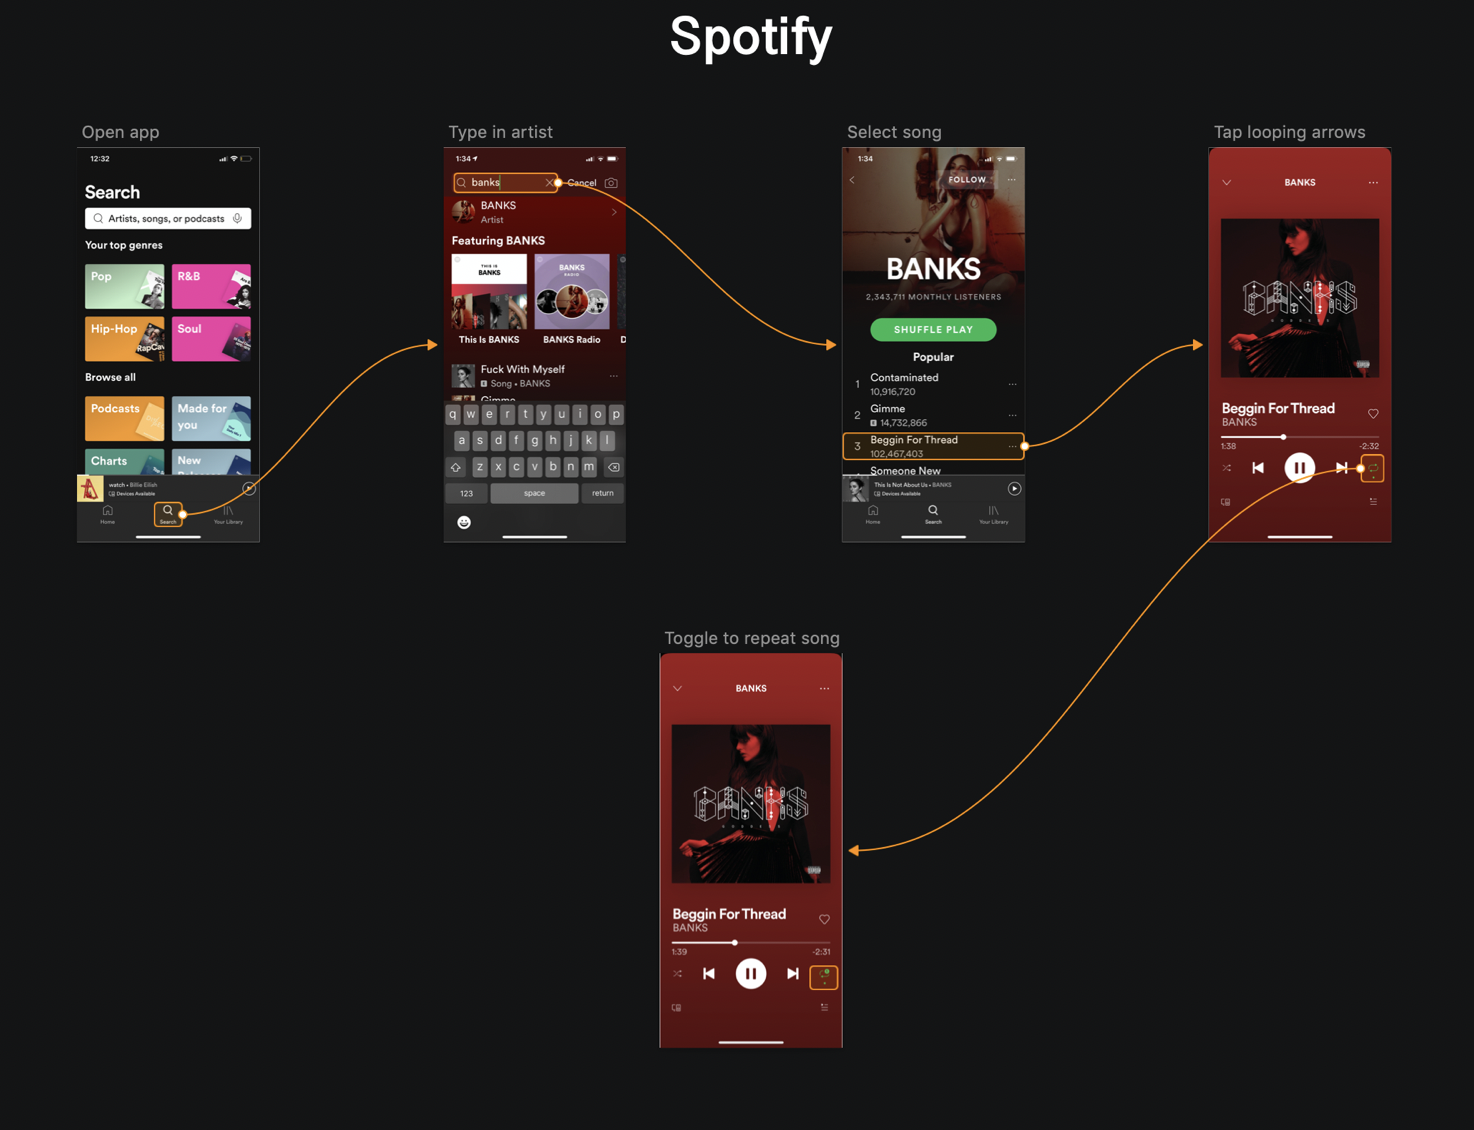 Spotify
Open app
12:32
Search
Artists, songs, or podcasts
Your top genres
Pop
R&B
Hip-Hop
RapCav
Soul
Browse all
Podcasts
Made for
you
Charts
New
watch • Billie Eilish
Devices Available
Home
Search
Your Library
Type in artist
1:34
banks
Cancel
BANKS
Artist
Featuring BANKS
THIS IS
BANKS
BANKS
RADIO
This Is BANKS
BANKS Radio
D
Fuck With Myself
E Song • BANKS
Gimme
q w e r t y u i o p
a s d f g h j k l
z x c v b n m
123
space
return
Select song
1:34
FOLLOW
BANKS
2,343,711 MONTHLY LISTENERS
SHUFFLE PLAY
Popular
1 Contaminated
10,916,720
2 Gimme
E 14,732,866
3 Beggin For Thread
102,467,403
Someone New
This Is Not About Us • BANKS
Devices Available
Home
Search
Your Library
Tap looping arrows
BANKS
BANKS
GODDESS
Beggin For Thread
BANKS
1:38
-2:32
Toggle to repeat song
BANKS
BANKS
GODDESS
Beggin For Thread
BANKS
1:39
-2:31